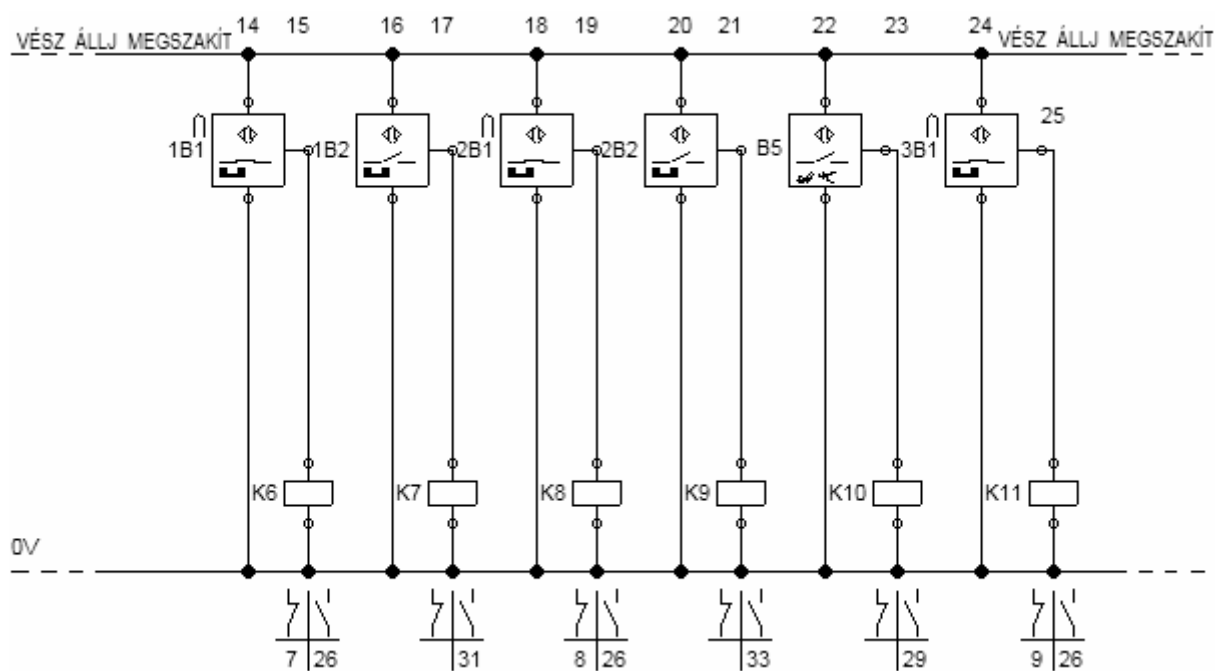 14 15 16 17 18 19 20 21 22 23 24
VÉSZ ÁLLJ MEGSZAKÍT VÉSZ ÁLLJ MEGSZAKÍT
25
1B1 1B2 2B1 2B2 B5 3B1
K6 K7 K8 K9 K10 K11
0V
7 26 31 8 26 33 29 9 26